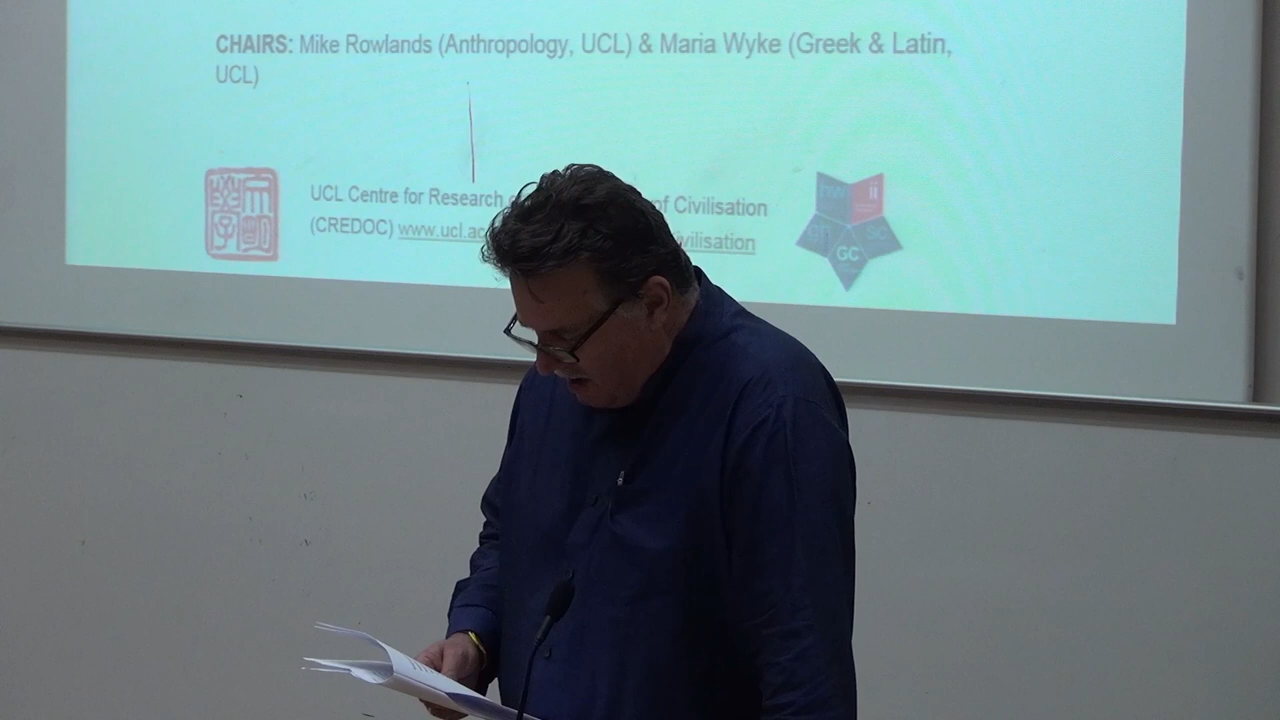 CHAIRS: Mike Rowlands (Anthropology, UCL) & Maria Wyke (Greek & Latin,
UCL)
UCL Centre for Research of Civilisation
(CREDOC) www.ucl.ac vilisation
GC